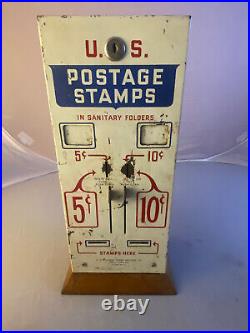 U. S.
POSTAGE
STAMPS
IN SANITARY FOLDERS
5¢ 10¢
5¢ 10¢
STAMPS HERE